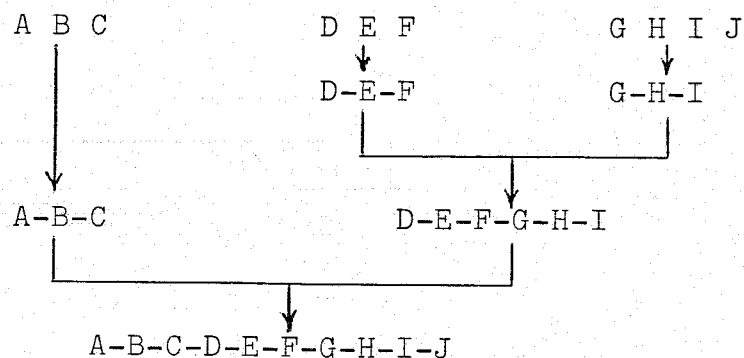 A B C D E F G H I J
D-E-F G-H-I
A-B-C D-E-F-G-H-I
A-B-C-D-E-F-G-H-I-J